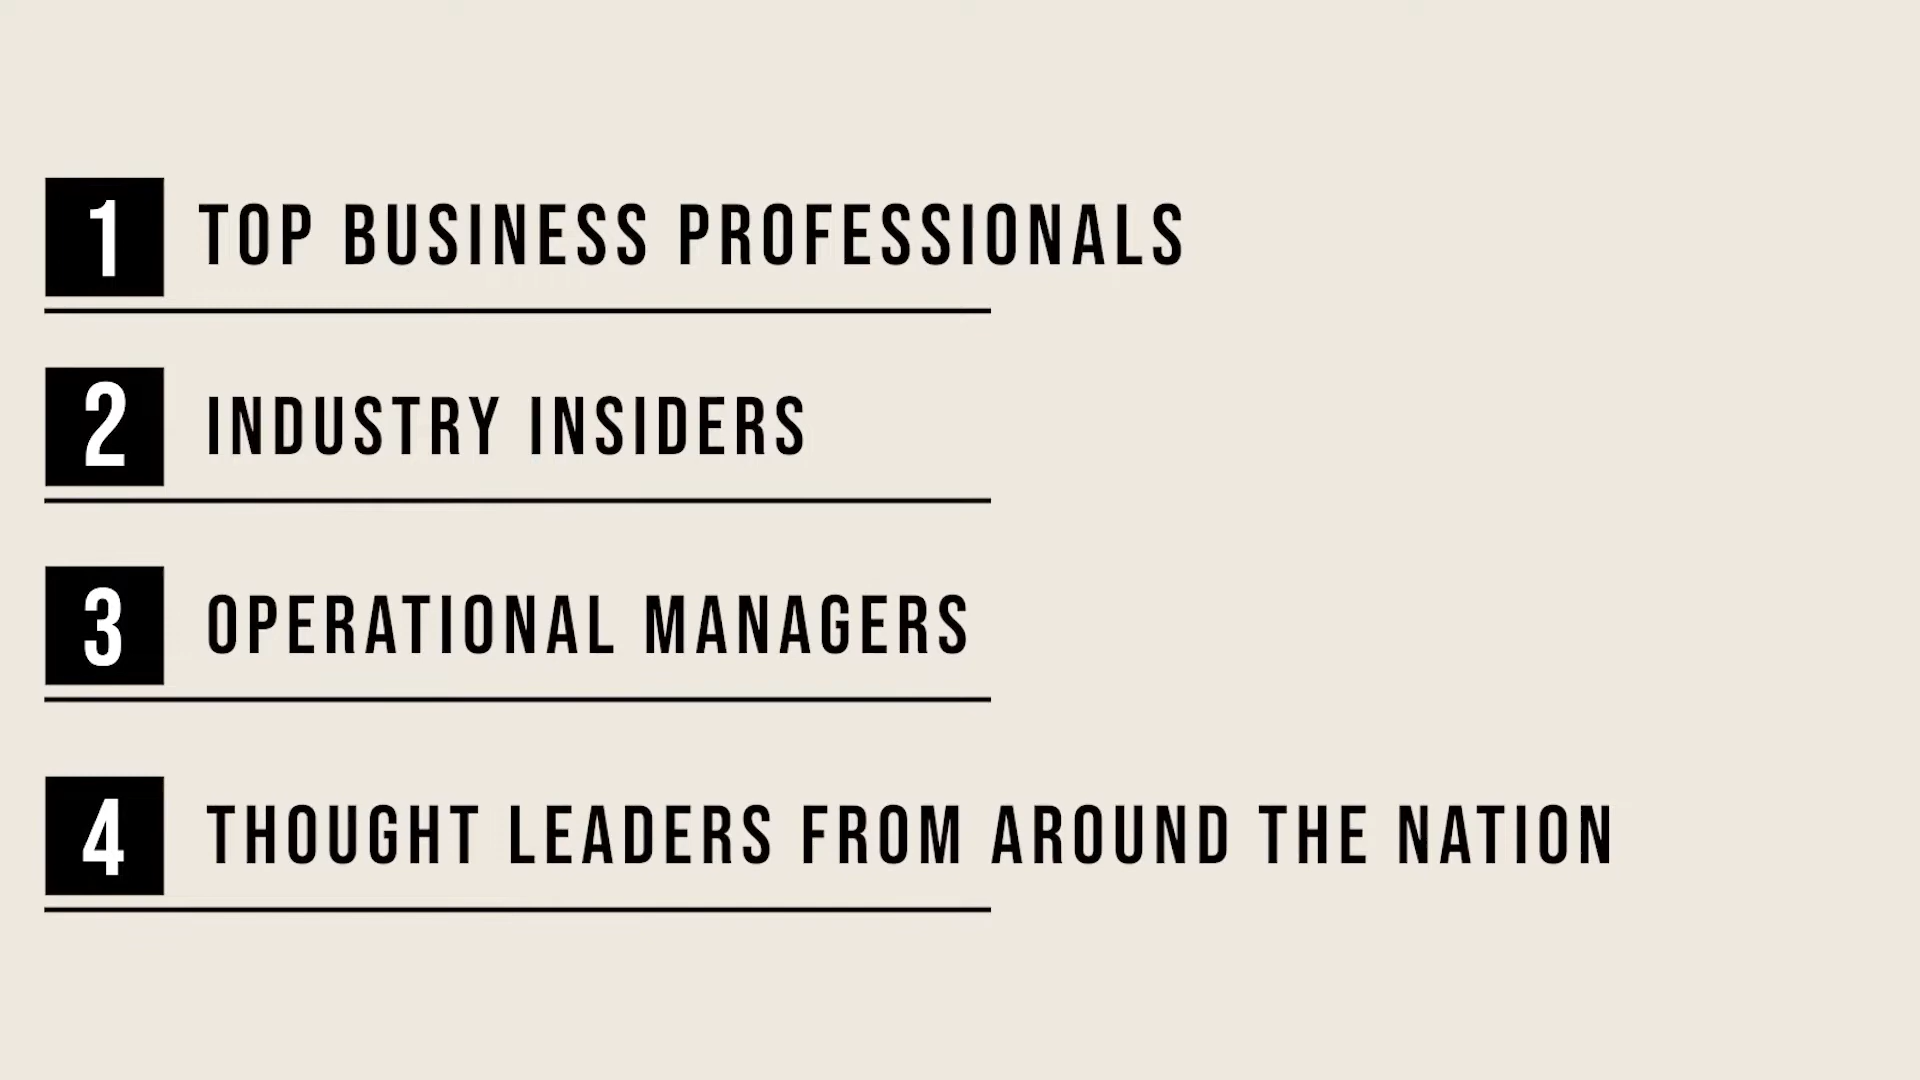 1 TOP BUSINESS PROFESSIONALS
2 INDUSTRY INSIDERS
3 OPERATIONAL MANAGERS
4 THOUGHT LEADERS FROM AROUND THE NATION